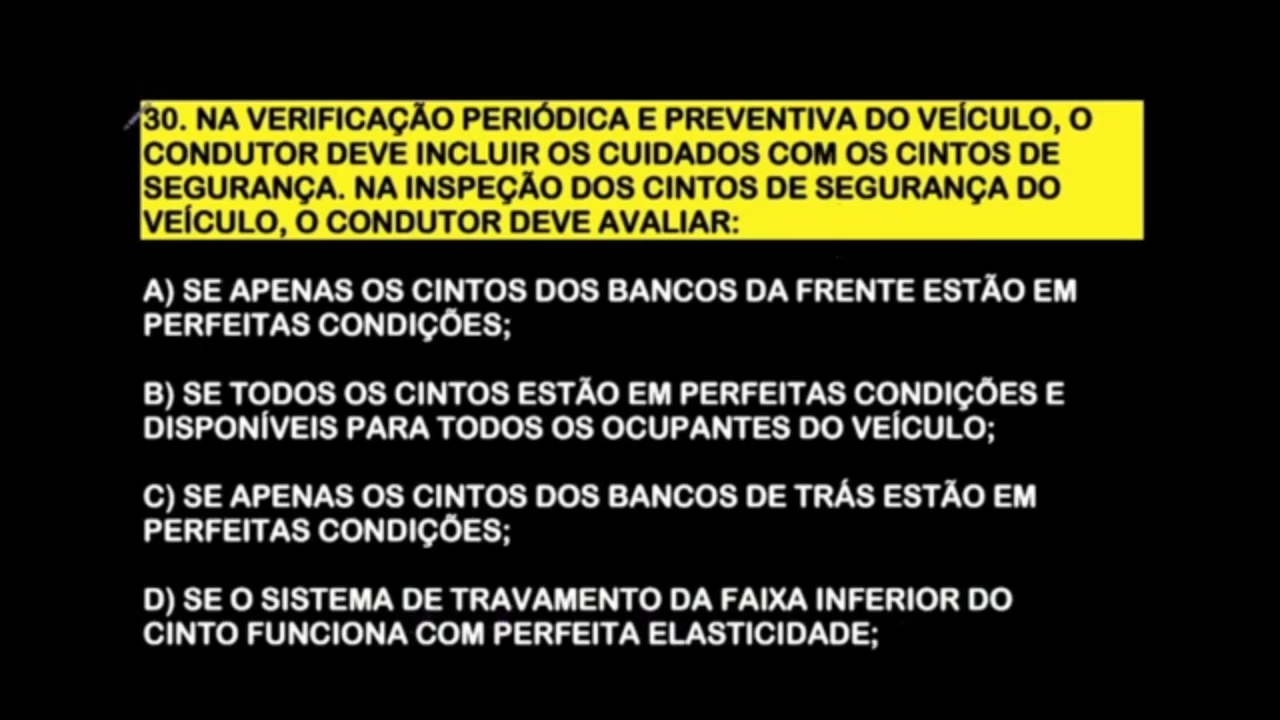 30. NA VERIFICAÇÃO PERIÓDICA E PREVENTIVA DO VEÍCULO, O
CONDUTOR DEVE INCLUIR OS CUIDADOS COM OS CINTOS DE
SEGURANÇA. NA INSPEÇÃO DOS CINTOS DE SEGURANÇA DO
VEÍCULO, O CONDUTOR DEVE AVALIAR:
A) SE APENAS OS CINTOS DOS BANCOS DA FRENTE ESTÃO EM
PERFEITAS CONDIÇÕES;
B) SE TODOS OS CINTOS ESTÃO EM PERFEITAS CONDIÇÕES E
DISPONÍVEIS PARA TODOS OS OCUPANTES DO VEÍCULO;
C) SE APENAS OS CINTOS DOS BANCOS DE TRÁS ESTÃO EM
PERFEITAS CONDIÇÕES;
D) SE O SISTEMA DE TRAVAMENTO DA FAIXA INFERIOR DO
CINTO FUNCIONA COM PERFEITA ELASTICIDADE;